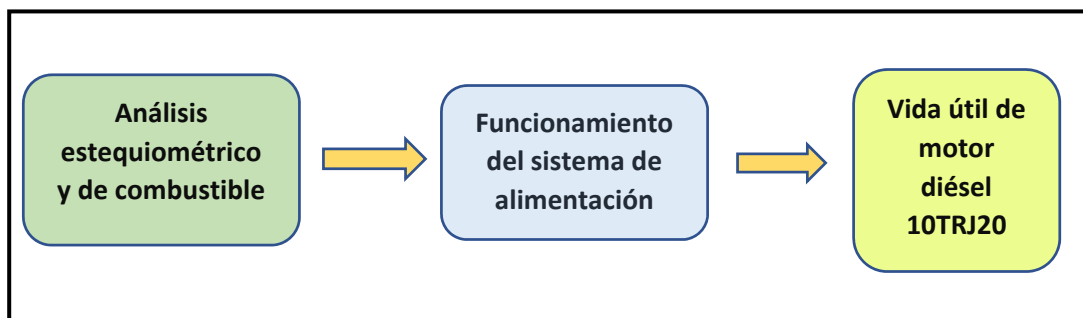 Análisis
estequiométrico
y de combustible
Funcionamiento
del sistema de
alimentación
Vida útil de
motor
diésel
10TRJ20